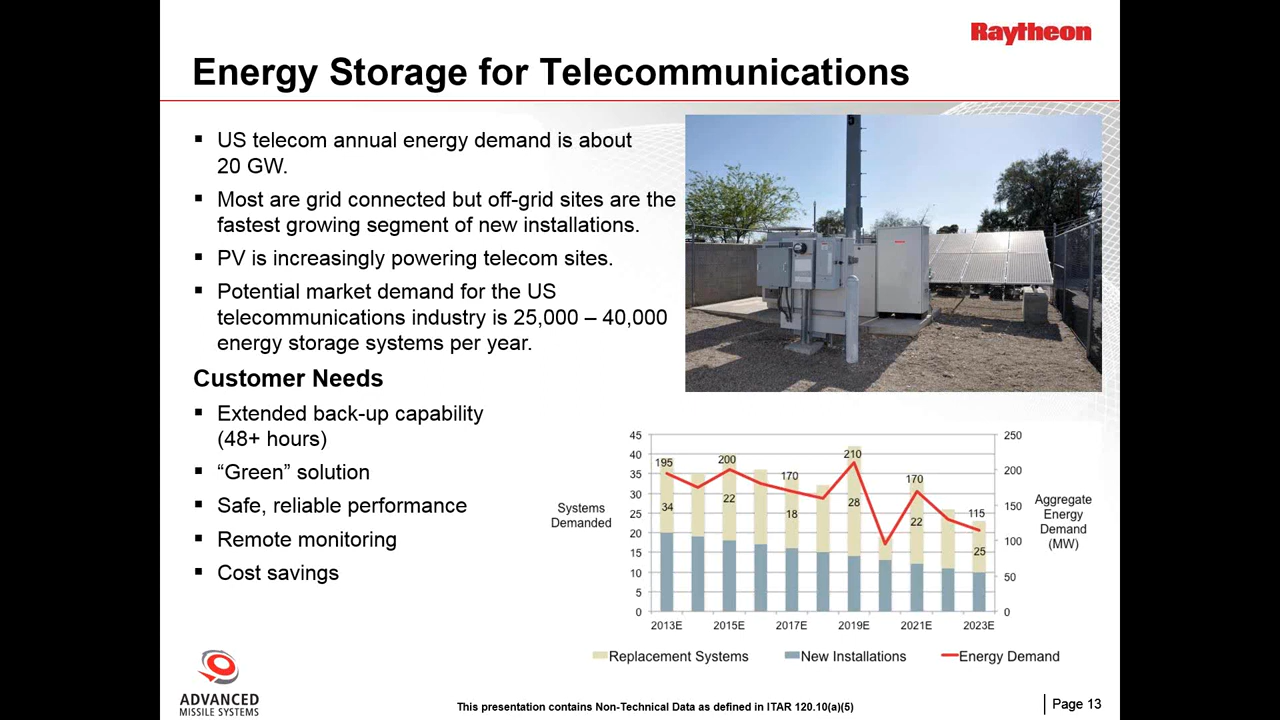 Raytheon
Energy Storage for Telecommunications
▪ US telecom annual energy demand is about
20 GW.
▪ Most are grid connected but off-grid sites are the
fastest growing segment of new installations.
▪ PV is increasingly powering telecom sites.
▪ Potential market demand for the US
telecommunications industry is 25,000 – 40,000
energy storage systems per year.
Customer Needs
▪ Extended back-up capability
(48+ hours)
▪ “Green” solution
▪ Safe, reliable performance
▪ Remote monitoring
▪ Cost savings
Systems
Demanded
45
40
35
30
25
20
15
10
5
0
195
200
170
210
170
115
34
22
18
28
22
25
250
200
150
100
50
0
Aggregate
Energy
Demand
(MW)
2013E 2015E 2017E 2019E 2021E 2023E
Replacement Systems New Installations Energy Demand
ADVANCED
MISSILE SYSTEMS
This presentation contains Non-Technical Data as defined in ITAR 120.10(a)(5)
Page 13